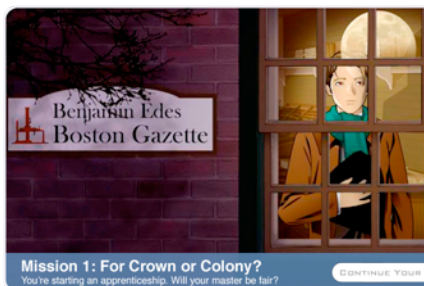 Benjamin Edes
Boston Gazette
Mission 1: For Crown or Colony?
You're starting an apprenticeship. Will your master be fair?
CONTINUE YOUR